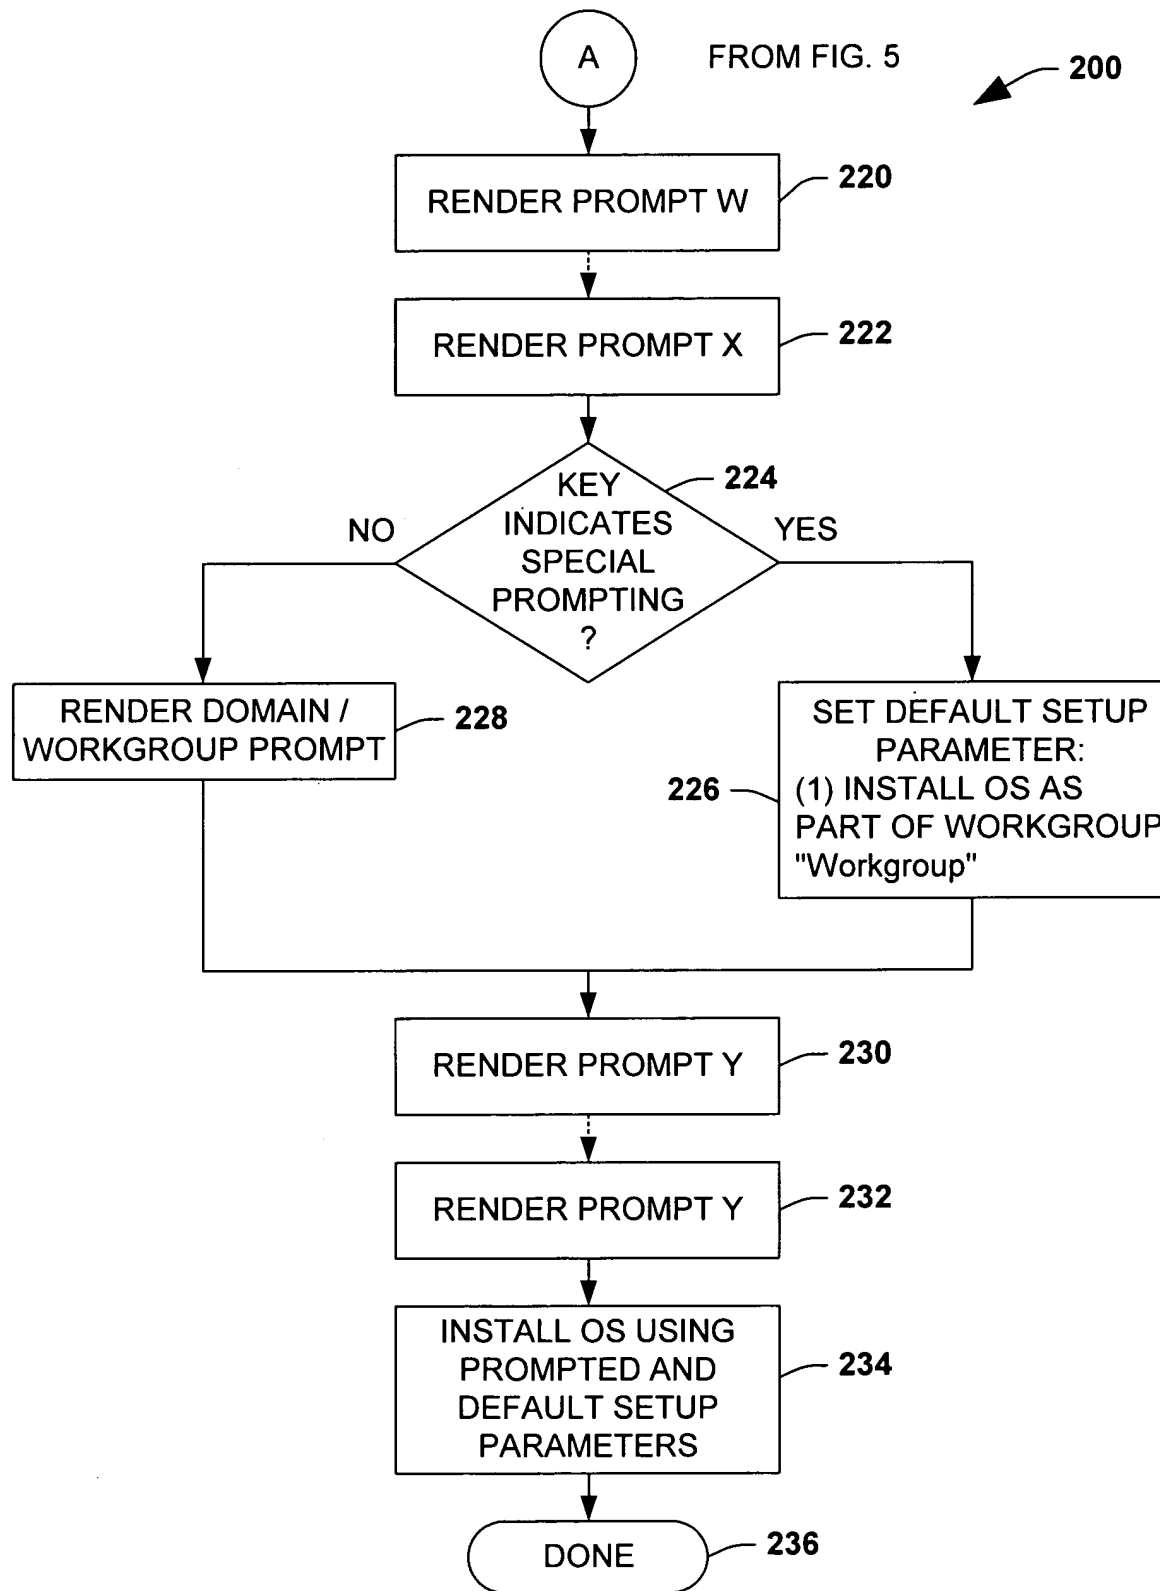 A
FROM FIG. 5
200
RENDER PROMPT W
220
RENDER PROMPT X
222
KEY
INDICATES
SPECIAL
PROMPTING
?
224
NO
YES
RENDER DOMAIN /
WORKGROUP PROMPT
228
SET DEFAULT SETUP
PARAMETER:
(1) INSTALL OS AS
PART OF WORKGROUP
"Workgroup"
226
RENDER PROMPT Y
230
RENDER PROMPT Y
232
INSTALL OS USING
PROMPTED AND
DEFAULT SETUP
PARAMETERS
234
DONE
236